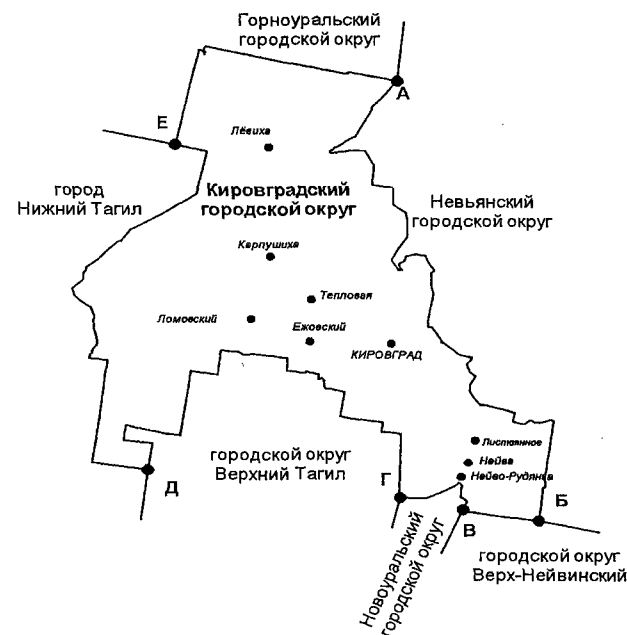 Горноуральский
городской округ
А
Е
Лёвиха
Кировградский
городской округ
город
Нижний Тагил
Невьянский
городской округ
Карпушиха
Тепловая
Ломовский
Ежовский
КИРОВГРАД
Листвянное
Нейва
Нейво-Рудянка
городской округ
Верхний Тагил
Д
Г
Б
В
Новоуральский
городской округ
городской округ
Верх-Нейвинский